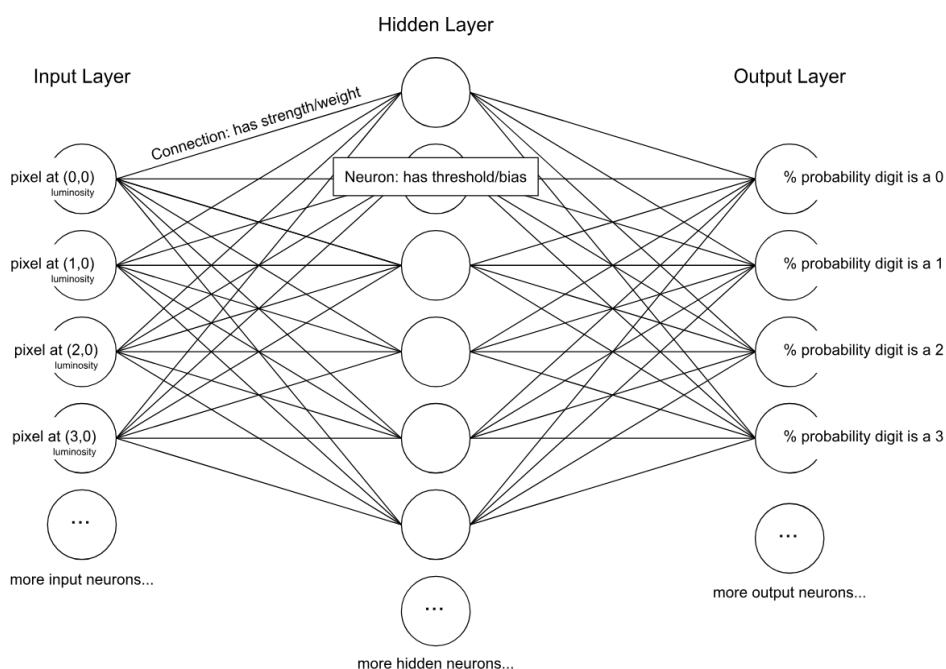 Hidden Layer
Input Layer
Output Layer
Connection: has strength/weight
Neuron: has threshold/bias
pixel at (0,0)
luminosity
% probability digit is a 0
pixel at (1,0)
luminosity
% probability digit is a 1
pixel at (2,0)
luminosity
% probability digit is a 2
pixel at (3,0)
luminosity
% probability digit is a 3
...
more input neurons...
...
more output neurons...
...
more hidden neurons...